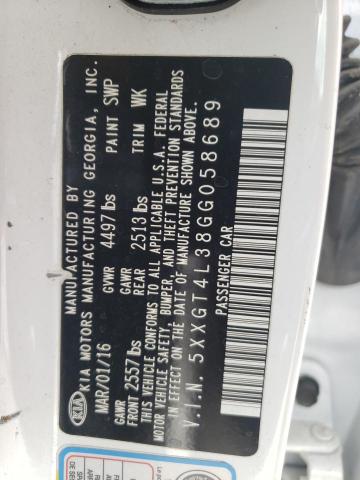 KIA
MANUFACTURED BY
KIA MOTORS MANUFACTURING GEORGIA, INC.
MAR/01/16 GVWR 4497 lbs PAINT SWP
GAWR FRONT 2557 lbs GAWR REAR 2513 lbs TRIM WK
THIS VEHICLE CONFORMS TO ALL APPLICABLE U.S.A. FEDERAL
MOTOR VEHICLE SAFETY, BUMPER, AND THEFT PREVENTION STANDARDS
IN EFFECT ON THE DATE OF MANUFACTURE SHOWN ABOVE.
V.I.N. 5XXGT4L38GG058689
PASSENGER CAR